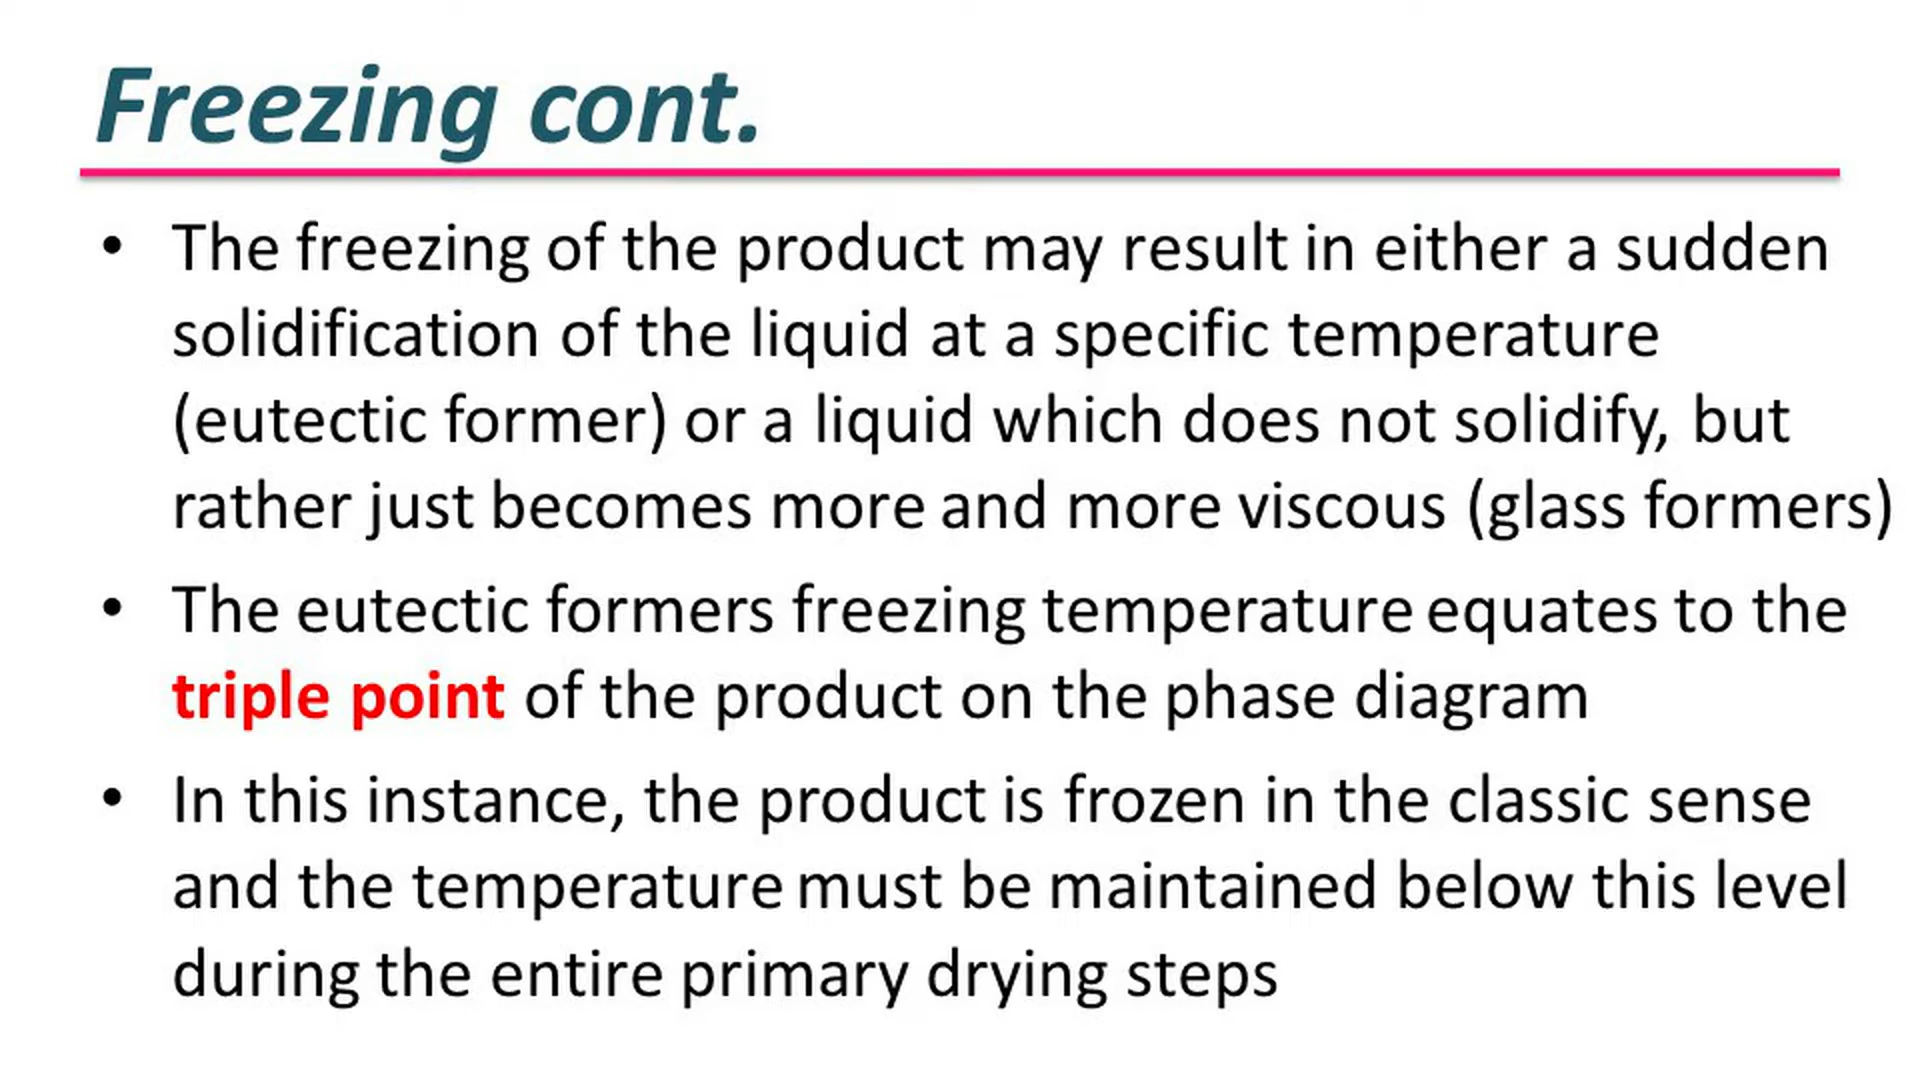 Freezing cont.
• The freezing of the product may result in either a sudden
solidification of the liquid at a specific temperature
(eutectic former) or a liquid which does not solidify, but
rather just becomes more and more viscous (glass formers)
• The eutectic formers freezing temperature equates to the
triple point of the product on the phase diagram
• In this instance, the product is frozen in the classic sense
and the temperature must be maintained below this level
during the entire primary drying steps